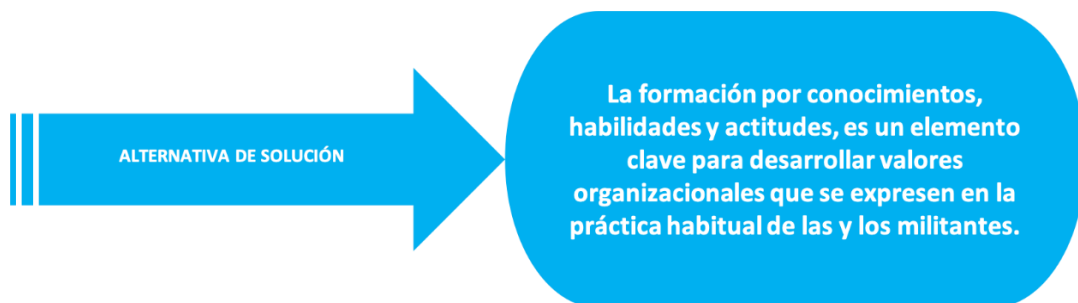 ALTERNATIVA DE SOLUCIÓN
La formación por conocimientos,
habilidades y actitudes, es un elemento
clave para desarrollar valores
organizacionales que se expresen en la
práctica habitual de las y los militantes.